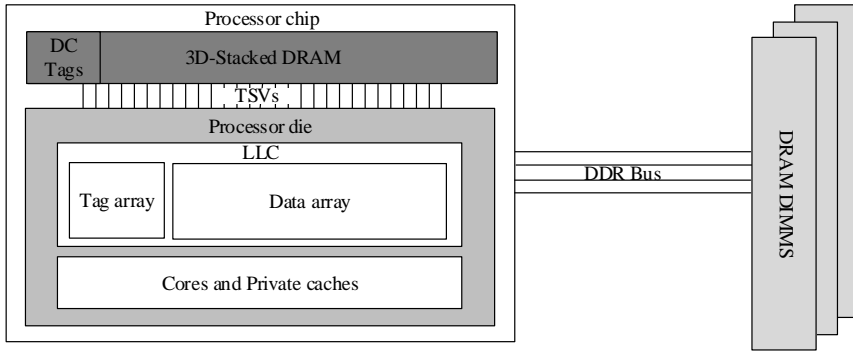 Processor chip
DC
Tags
3D-Stacked DRAM
TSVs
Processor die
LLC
Tag array
Data array
Cores and Private caches
DDR Bus
DRAM DIMMS